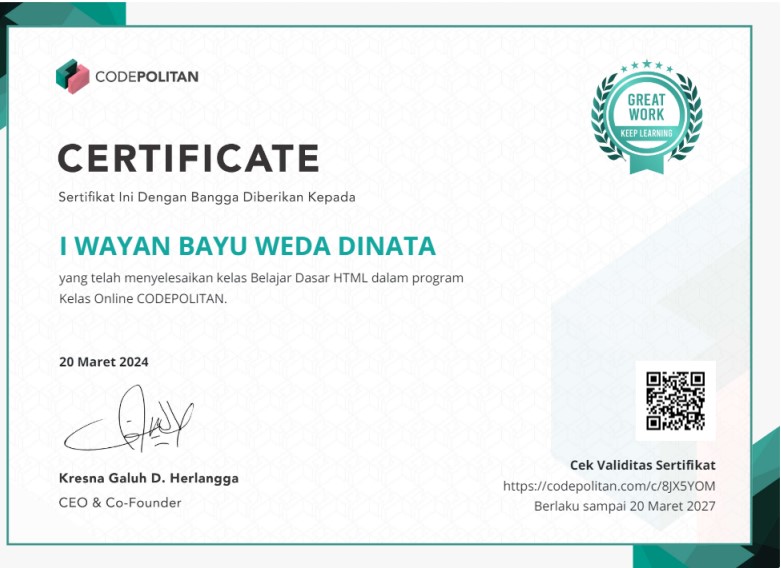 CODEPOLITAN
GREAT
WORK
KEEP LEARNING
CERTIFICATE
Sertifikat Ini Dengan Bangga Diberikan Kepada
I WAYAN BAYU WEDA DINATA
yang telah menyelesaikan kelas Belajar Dasar HTML dalam program
Kelas Online CODEPOLITAN.
20 Maret 2024
Kresna Galuh D. Herlangga
CEO & Co-Founder
Cek Validitas Sertifikat
https://codepolitan.com/c/8JX5YOM
Berlaku sampai 20 Maret 2027